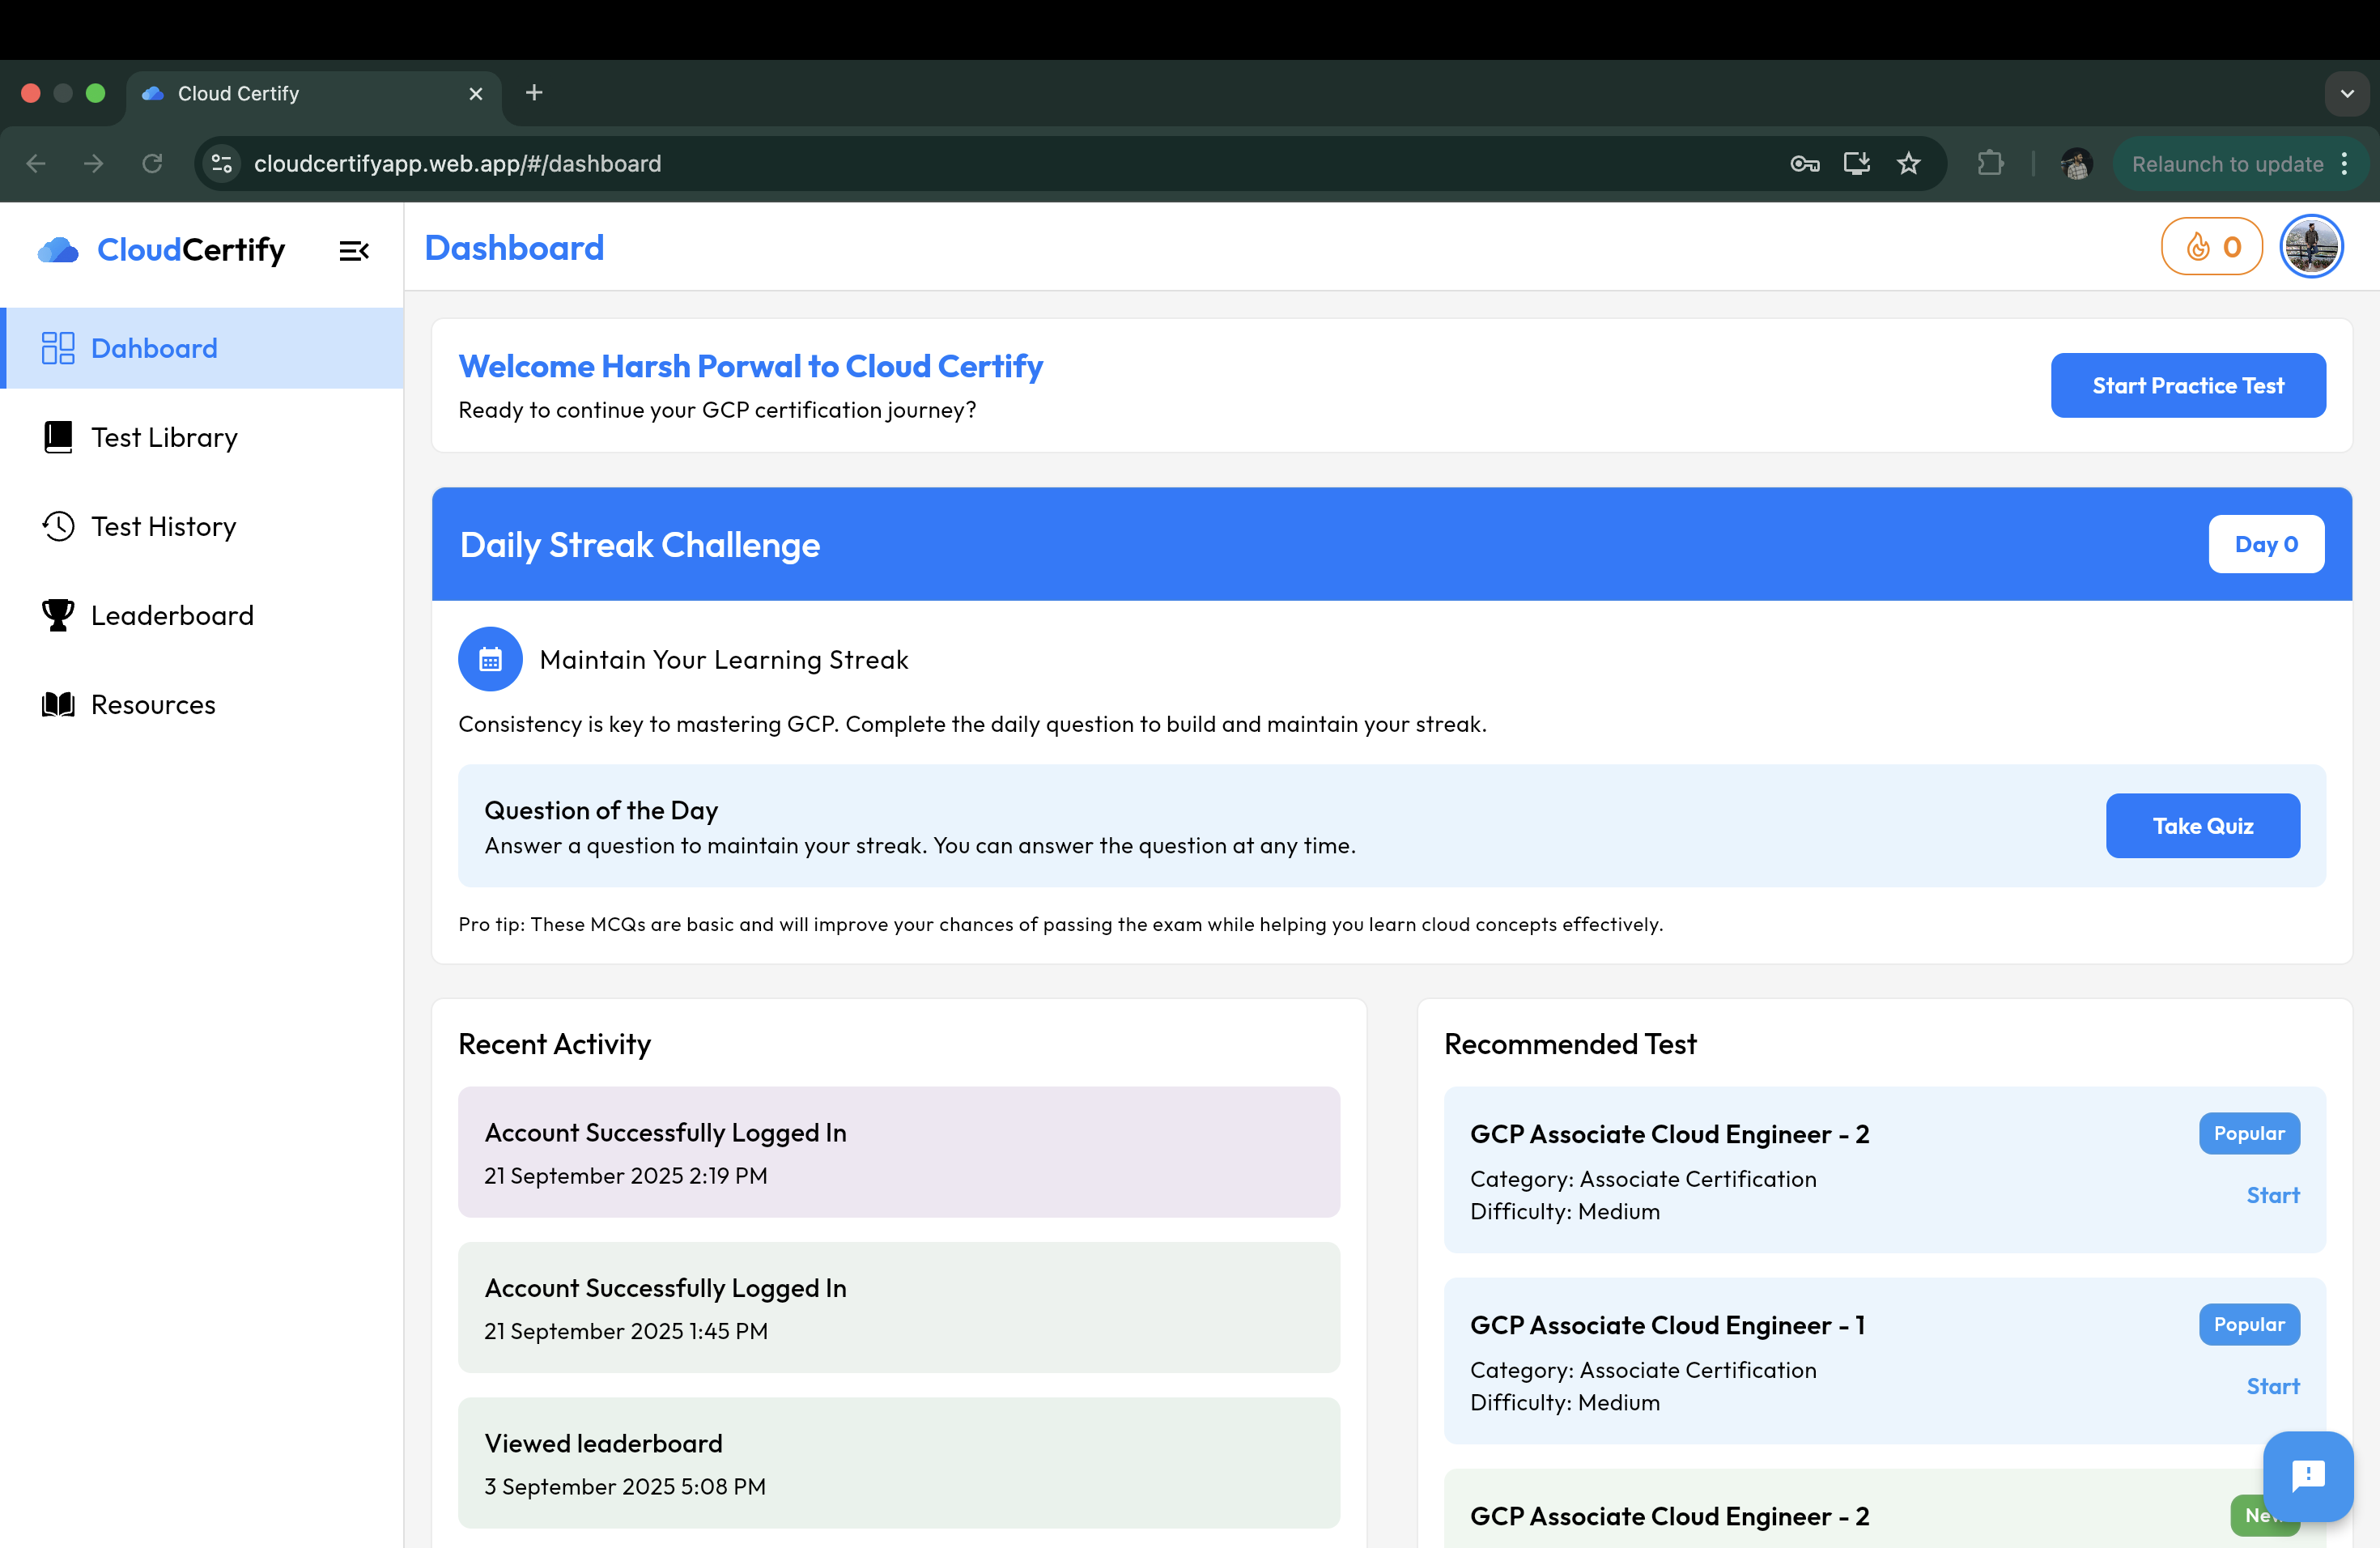 Cloud Certify
cloudcertifyapp.web.app/#/dashboard
Relaunch to update
CloudCertify
Dashboard
0
Dahboard
Test Library
Test History
Leaderboard
Resources
Welcome Harsh Porwal to Cloud Certify
Ready to continue your GCP certification journey?
Start Practice Test
Daily Streak Challenge
Day 0
Maintain Your Learning Streak
Consistency is key to mastering GCP. Complete the daily question to build and maintain your streak.
Question of the Day
Answer a question to maintain your streak. You can answer the question at any time.
Take Quiz
Pro tip: These MCQs are basic and will improve your chances of passing the exam while helping you learn cloud concepts effectively.
Recent Activity
Account Successfully Logged In
21 September 2025 2:19 PM
Account Successfully Logged In
21 September 2025 1:45 PM
Viewed leaderboard
3 September 2025 5:08 PM
Recommended Test
GCP Associate Cloud Engineer - 2
Popular
Category: Associate Certification
Difficulty: Medium
Start
GCP Associate Cloud Engineer - 1
Popular
Category: Associate Certification
Difficulty: Medium
Start
GCP Associate Cloud Engineer - 2